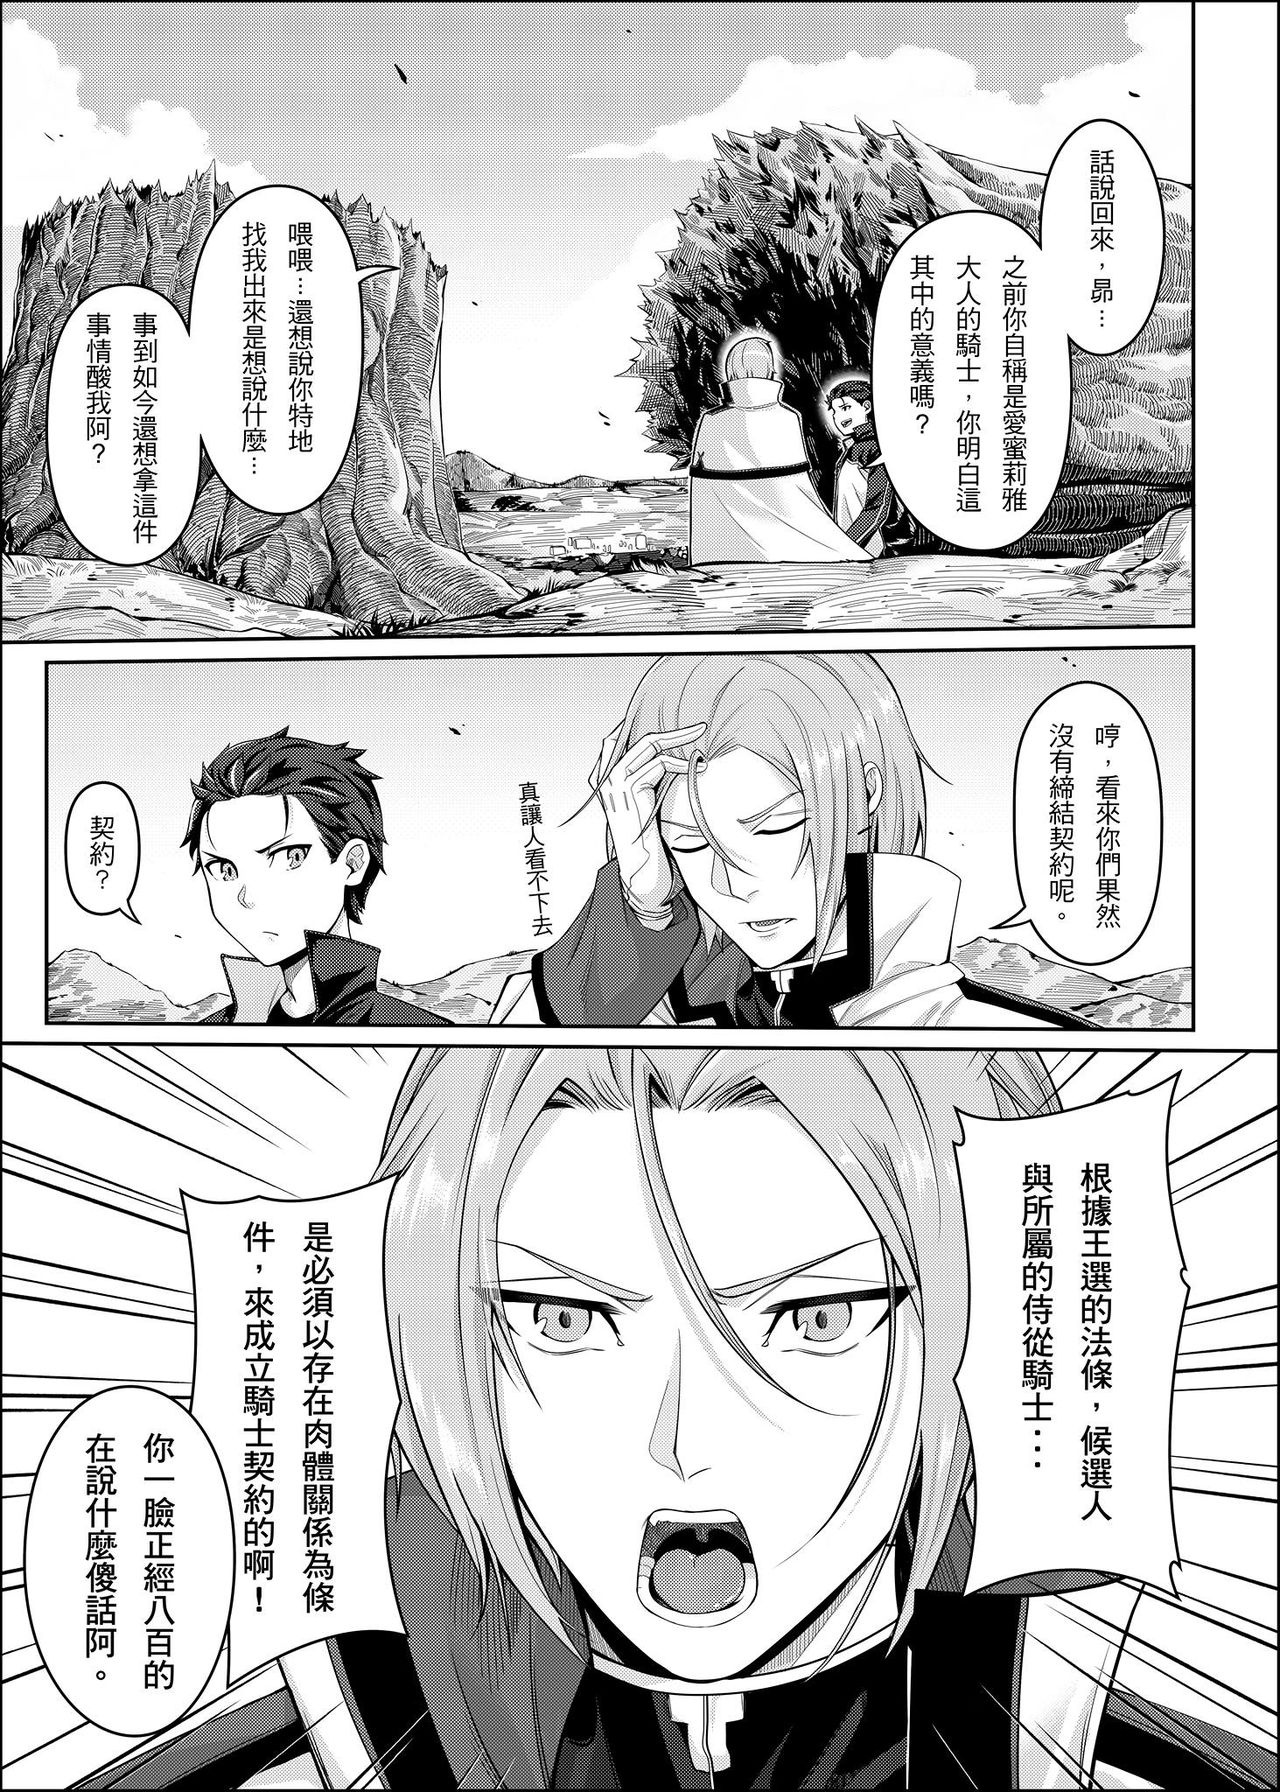 話說回來，昴…
之前你自稱是愛蜜莉雅
大人的騎士，你明白這
其中的意義嗎？
喂喂…還想說你特地
找我出來是想說什麼…
事到如今還想拿這件
事情酸我阿？
哼，看來你們果然
沒有締結契約呢。
真讓人看不下去
契約？
根據王選的法條，候選人
與所屬的侍從騎士…
是必須以存在肉體關係為條
件，來成立騎士契約的啊！
你一臉正經八百的
在說什麼傻話阿。